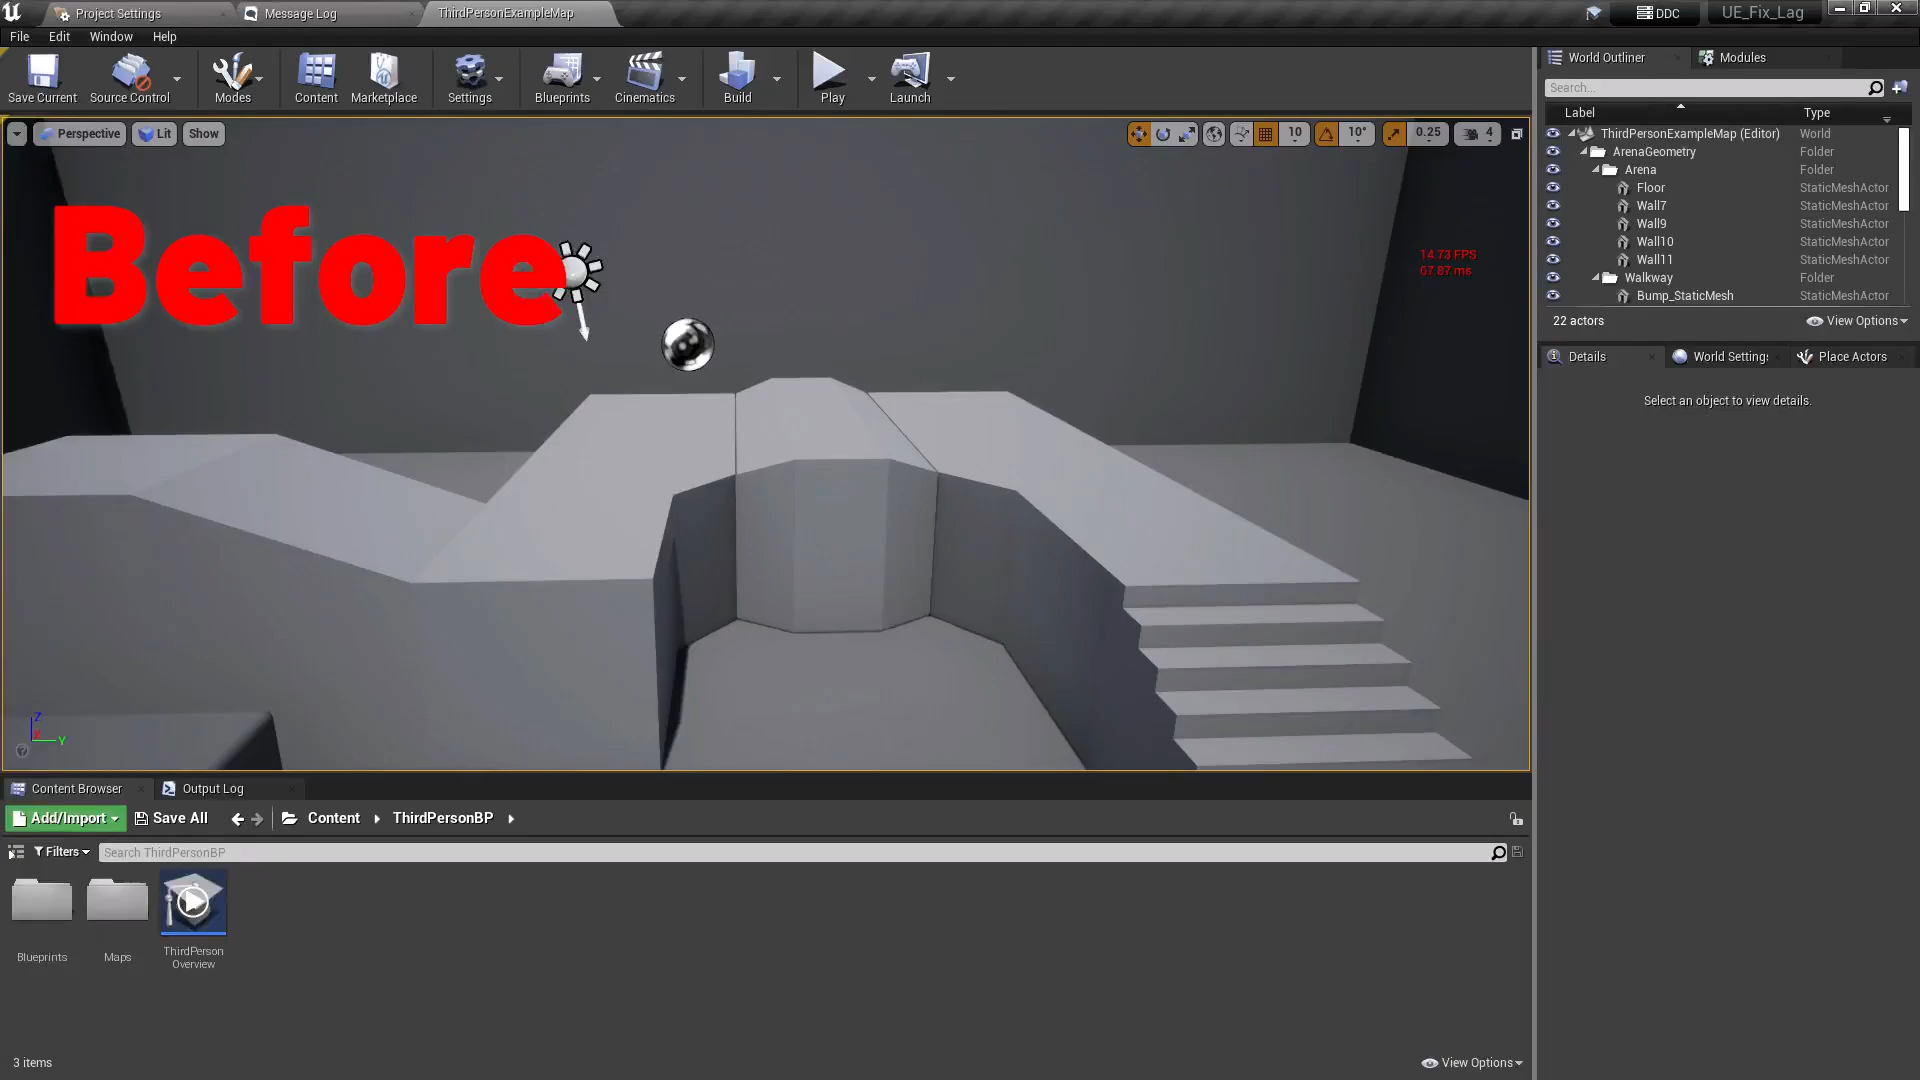 Project Settings
Message Log
ThirdPersonExampleMap
DDC
UE_Fix_Lag
File
Edit
Window
Help
Save Current
Source Control
Modes
Content
Marketplace
Settings
Blueprints
Cinematics
Build
Play
Launch
Perspective
Lit
Show
10
10°
0.25
4
Before
14.73 FPS
67.87 ms
Z
Y
World Outliner
Modules
Search...
Label
Type
ThirdPersonExampleMap (Editor)
World
ArenaGeometry
Folder
Arena
Folder
Floor
StaticMeshActor
Wall7
StaticMeshActor
Wall9
StaticMeshActor
Wall10
StaticMeshActor
Wall11
StaticMeshActor
Walkway
Folder
Bump_StaticMesh
StaticMeshActor
22 actors
View Options
Details
World Settings
Place Actors
Select an object to view details.
Content Browser
Output Log
Add/Import
Save All
Content
ThirdPersonBP
Filters
Search ThirdPersonBP
Blueprints
Maps
ThirdPerson
Overview
3 items
View Options